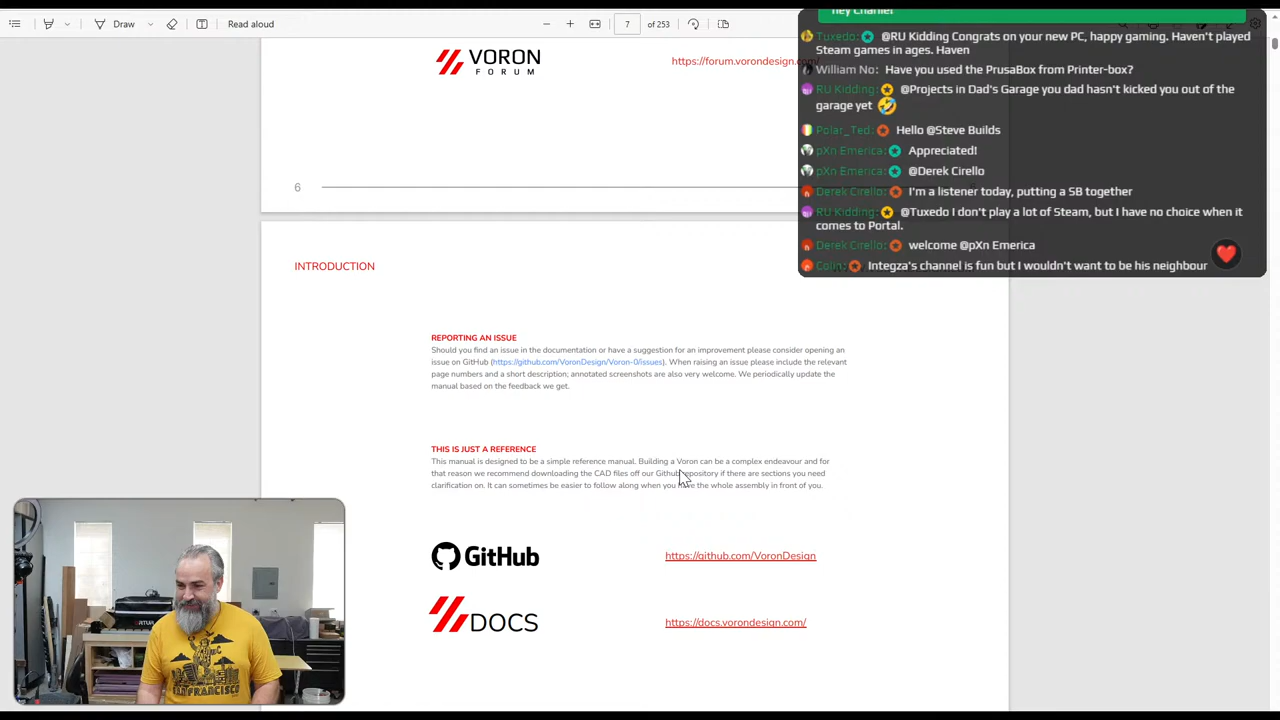 Draw
Read aloud
7
of 253
VORON
FORUM
https://forum.vorondesign.com/
6
INTRODUCTION
REPORTING AN ISSUE
Should you find an issue in the documentation or have a suggestion for an improvement please consider opening an
issue on GitHub (https://github.com/VoronDesign/Voron-0/issues). When raising an issue please include the relevant
page numbers and a short description; annotated screenshots are also very welcome. We periodically update the
manual based on the feedback we get.
THIS IS JUST A REFERENCE
This manual is designed to be a simple reference manual. Building a Voron can be a complex endeavour and for
that reason we recommend downloading the CAD files off our Github repository if there are sections you need
clarification on. It can sometimes be easier to follow along when you have the whole assembly in front of you.
GitHub
https://github.com/VoronDesign
DOCS
https://docs.vorondesign.com/
hey Charlie!
Tuxedo: @RU Kidding Congrats on your new PC, happy gaming. Haven't played
Steam games in ages. Haven
William No: Have you used the PrusaBox from Printer-box?
RU Kidding: @Projects in Dad's Garage you dad hasn't kicked you out of the
garage yet
Polar_Ted: Hello @Steve Builds
pXn Emerica: Appreciated!
pXn Emerica: @Derek Cirello
Derek Cirello: I'm a listener today, putting a SB together
RU Kidding: @Tuxedo I don't play a lot of Steam, but I have no choice when it
comes to Portal.
Derek Cirello: welcome @pXn Emerica
Colin: Integza's channel is fun but I wouldn't want to be his neighbour
SAN FRANCISCO